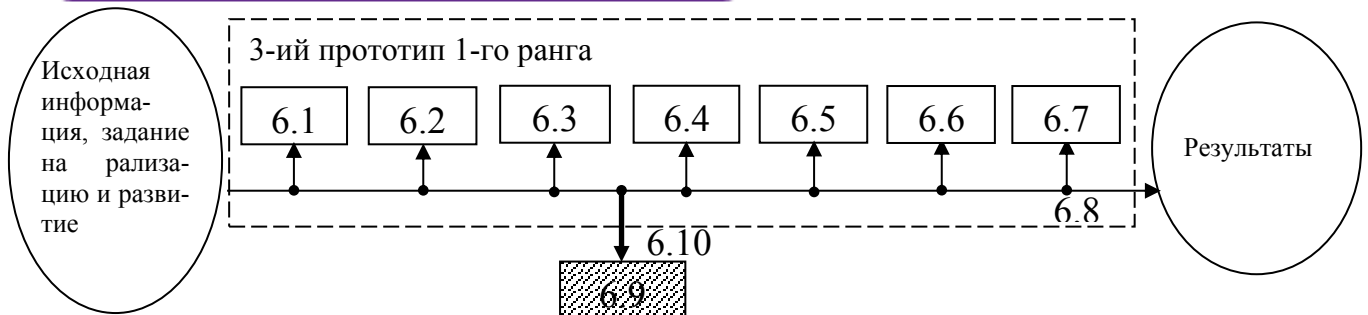 3-ий прототип 1-го ранга
Исходная
информа-
ция, задание
на рализа-
цию и разви-
тие
6.1 6.2 6.3 6.4 6.5 6.6 6.7
Результаты
6.8
6.10
6.9